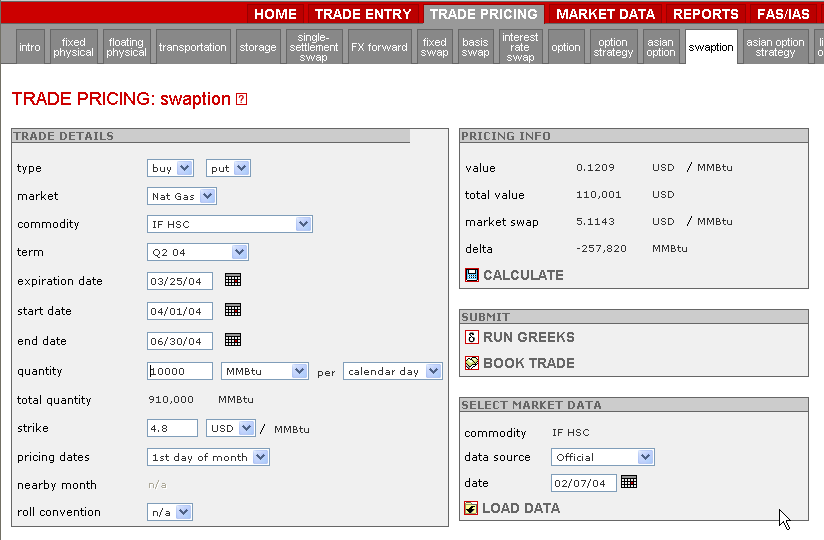 HOME TRADE ENTRY TRADE PRICING MARKET DATA REPORTS FAS/IAS
intro fixed physical floating physical transportation storage single-settlement swap FX forward fixed swap basis swap interest rate swap option option strategy asian option swaption asian option strategy
TRADE PRICING: swaption ?
TRADE DETAILS
type buy put
market Nat Gas
commodity IF HSC
term Q2 04
expiration date 03/25/04
start date 04/01/04
end date 06/30/04
quantity 10000 MMBtu per calendar day
total quantity 910,000 MMBtu
strike 4.8 USD / MMBtu
pricing dates 1st day of month
nearby month n/a
roll convention n/a
PRICING INFO
value 0.1209 USD / MMBtu
total value 110,001 USD
market swap 5.1143 USD / MMBtu
delta -257,820 MMBtu
CALCULATE
SUBMIT
δ RUN GREEKS
BOOK TRADE
SELECT MARKET DATA
commodity IF HSC
data source Official
date 02/07/04
LOAD DATA